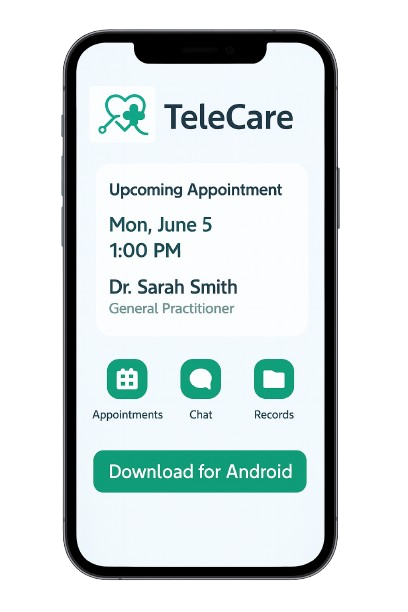 TeleCare
Upcoming Appointment
Mon, June 5
1:00 PM
Dr. Sarah Smith
General Practitioner
Appointments
Chat
Records
Download for Android